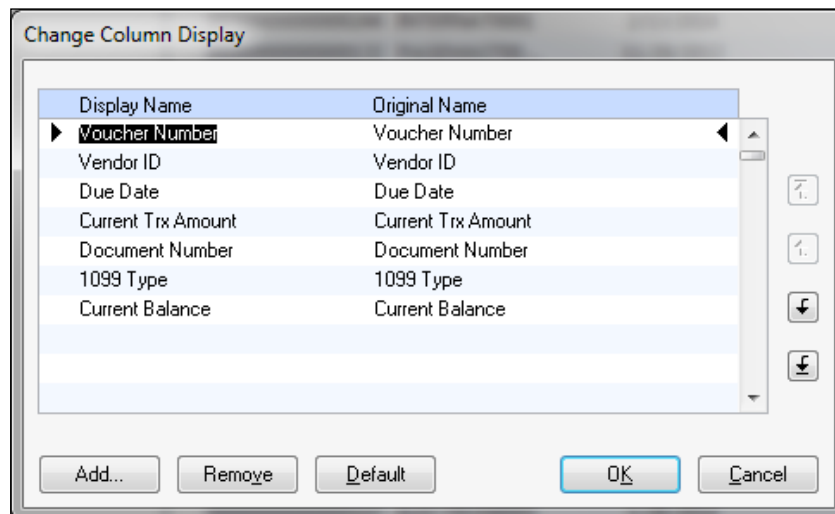 Change Column Display
Display Name Original Name
Voucher Number Voucher Number
Vendor ID Vendor ID
Due Date Due Date
Current Trx Amount Current Trx Amount
Document Number Document Number
1099 Type 1099 Type
Current Balance Current Balance
Add... Remove Default OK Cancel